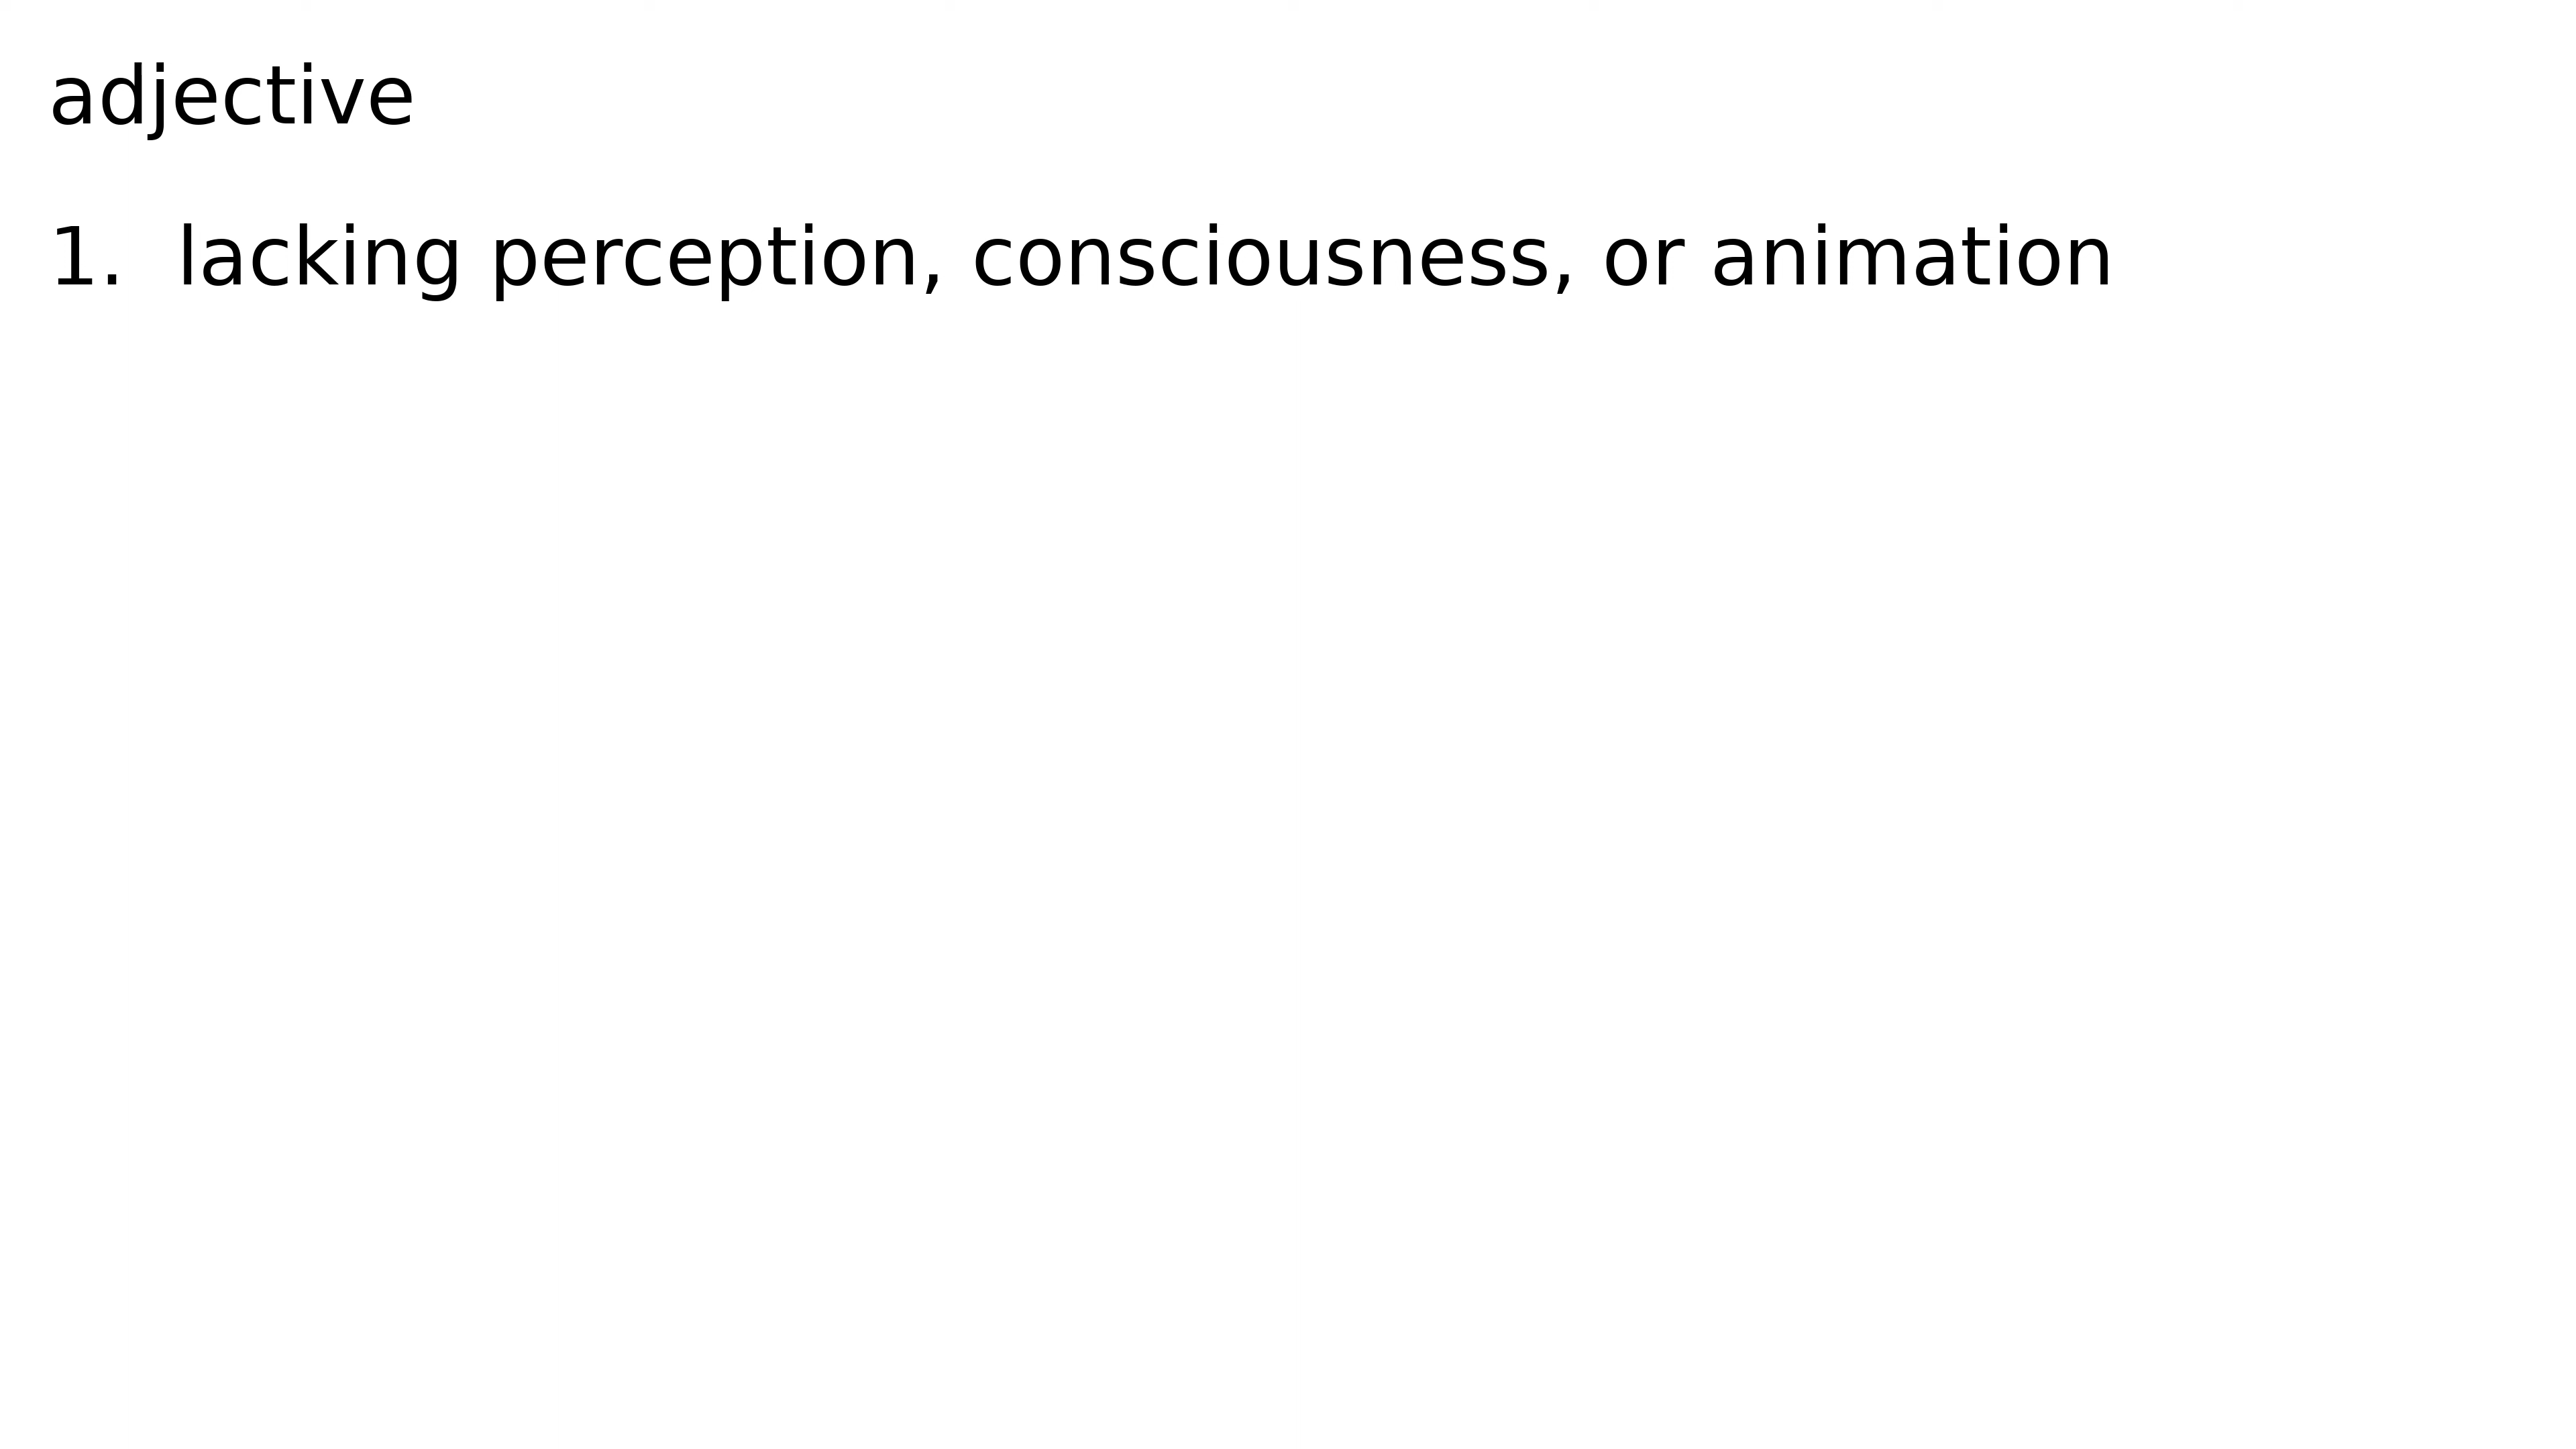 adjective
1. lacking perception, consciousness, or animation